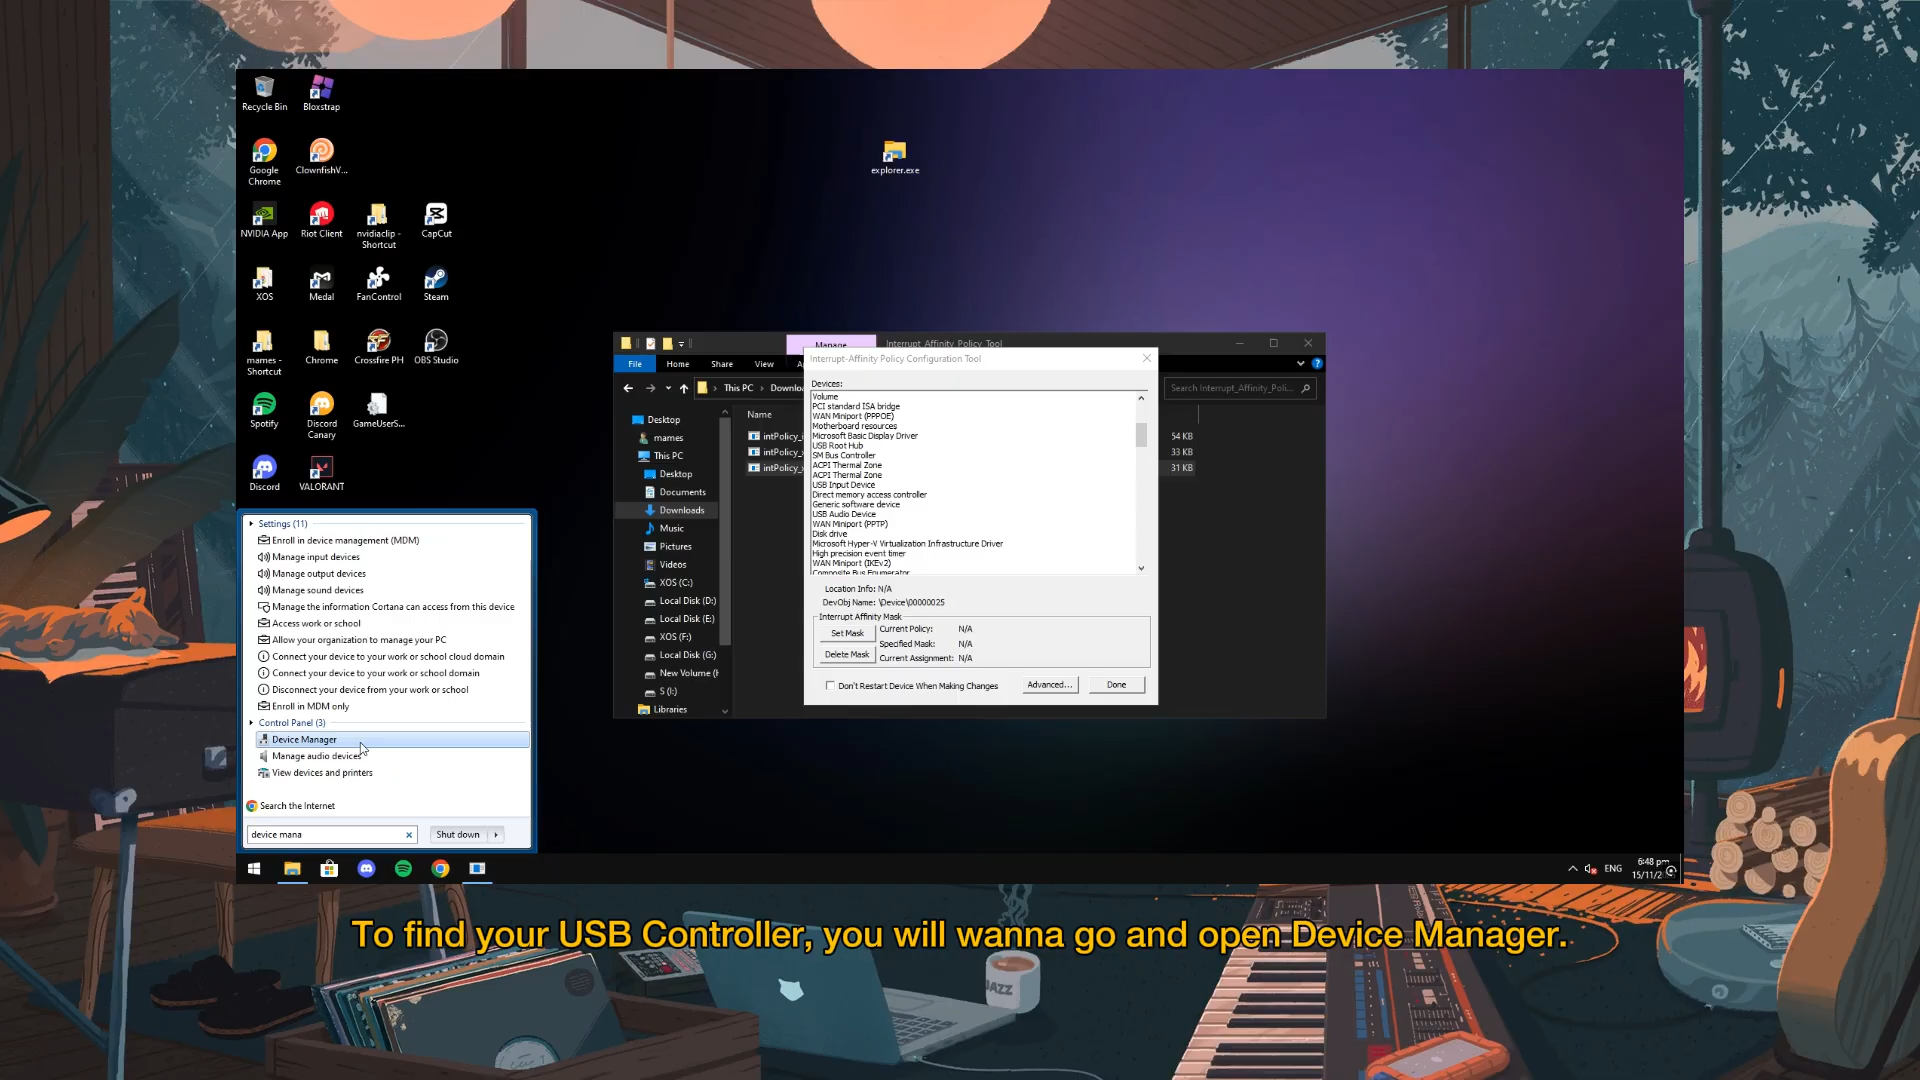 Recycle Bin
Bloxstrap
explorer.exe
Google Chrome
ClownfishV...
NVIDIA App
Riot Client
nvidiaclip - Shortcut
CapCut
XOS
Medal
FanControl
Steam
mames - Shortcut
Chrome
Crossfire PH
OBS Studio
Spotify
Discord Canary
GameUserS...
Discord
VALORANT
Manage
Interrupt_Affinity_Policy_Tool
File
Home
Share
View
This PC
Search Interrupt_Affinity_Poli...
Desktop
mames
This PC
Desktop
Documents
Downloads
Music
Pictures
Videos
XOS (C:)
Local Disk (D:)
Local Disk (E:)
XOS (F:)
Local Disk (G:)
S (I:)
Libraries
Name
54 KB
33 KB
31 KB
Interrupt-Affinity Policy Configuration Tool
Devices:
Volume
PCI standard ISA bridge
WAN Miniport (PPPOE)
Motherboard resources
Microsoft Basic Display Driver
USB Root Hub
SM Bus Controller
ACPI Thermal Zone
ACPI Thermal Zone
USB Input Device
Direct memory access controller
Generic software device
USB Audio Device
WAN Miniport (PPTP)
Disk drive
Microsoft Hyper-V Virtualization Infrastructure Driver
High precision event timer
WAN Miniport (IKEv2)
Composite Bus Enumerator
Location Info: N/A
DevObj Name: \Device\00000025
Interrupt Affinity Mask
Set Mask
Delete Mask
Current Policy: N/A
Specified Mask: N/A
Current Assignment: N/A
Don't Restart Device When Making Changes
Advanced...
Done
Settings (11)
Enroll in device management (MDM)
Manage input devices
Manage output devices
Manage sound devices
Manage the information Cortana can access from this device
Access work or school
Allow your organization to manage your PC
Connect your device to your work or school cloud domain
Connect your device to your work or school domain
Disconnect your device from your work or school
Enroll in MDM only
Control Panel (3)
Device Manager
Manage audio devices
View devices and printers
Search the Internet
device mana
Shut down
ENG
6:48 pm
15/11/2
To find your USB Controller, you will wanna go and open Device Manager.
JAZZ